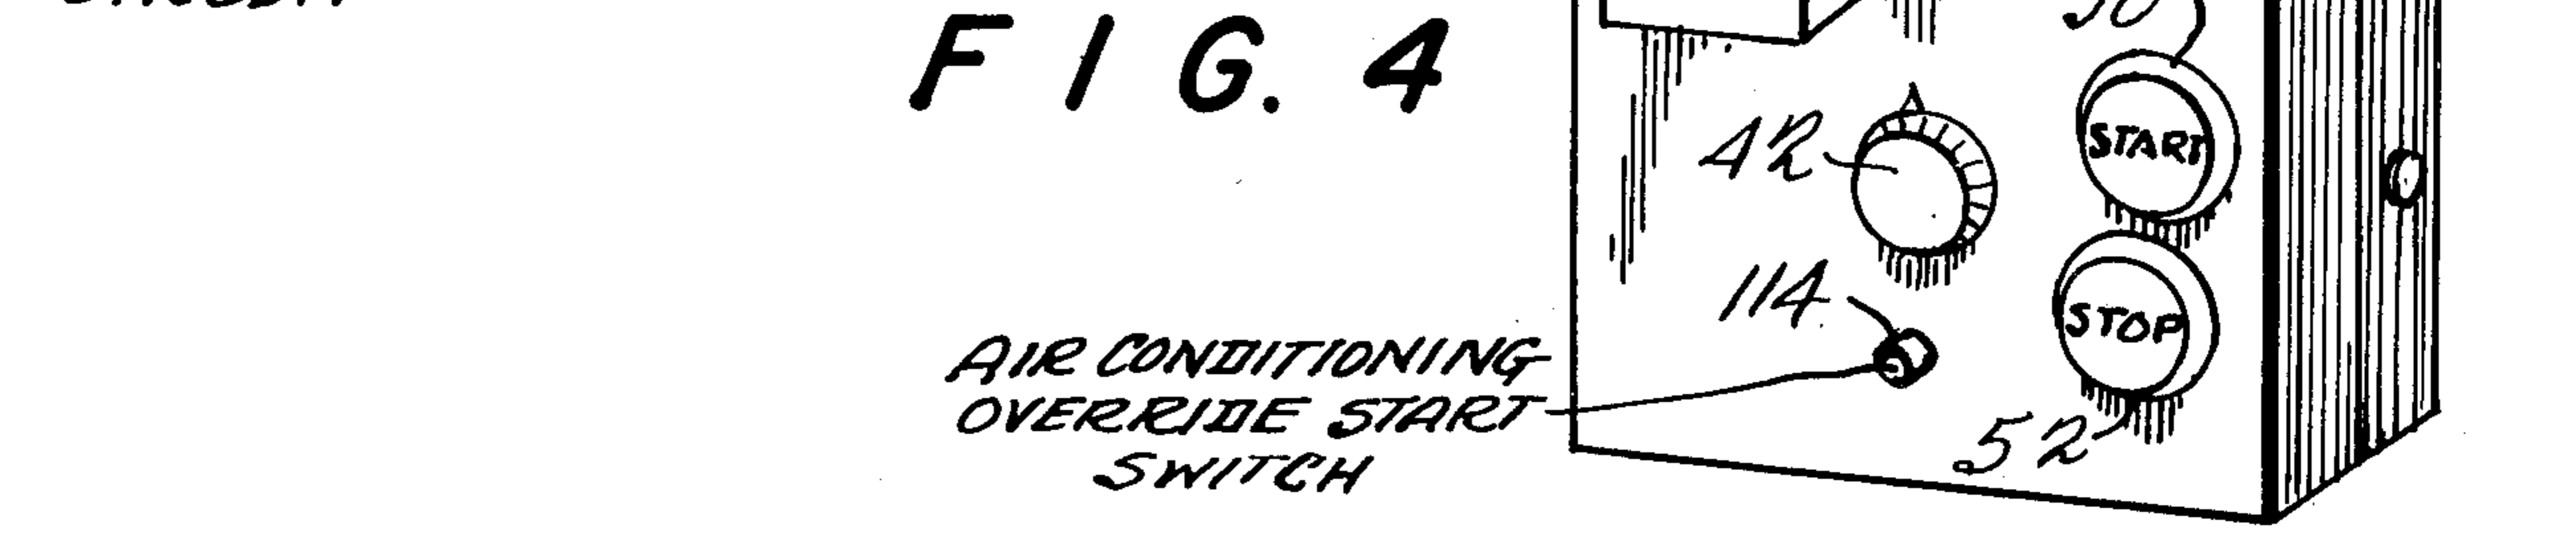 FIG. 4
START
42
114
STOP
AIR CONDITIONING
OVERRIDE START
SWITCH
52